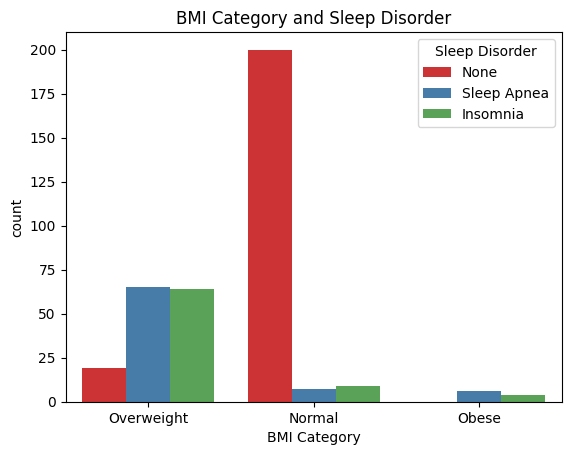 BMI Category and Sleep Disorder
Sleep Disorder
None
Sleep Apnea
Insomnia
count
200
175
150
125
100
75
50
25
0
Overweight
Normal
Obese
BMI Category